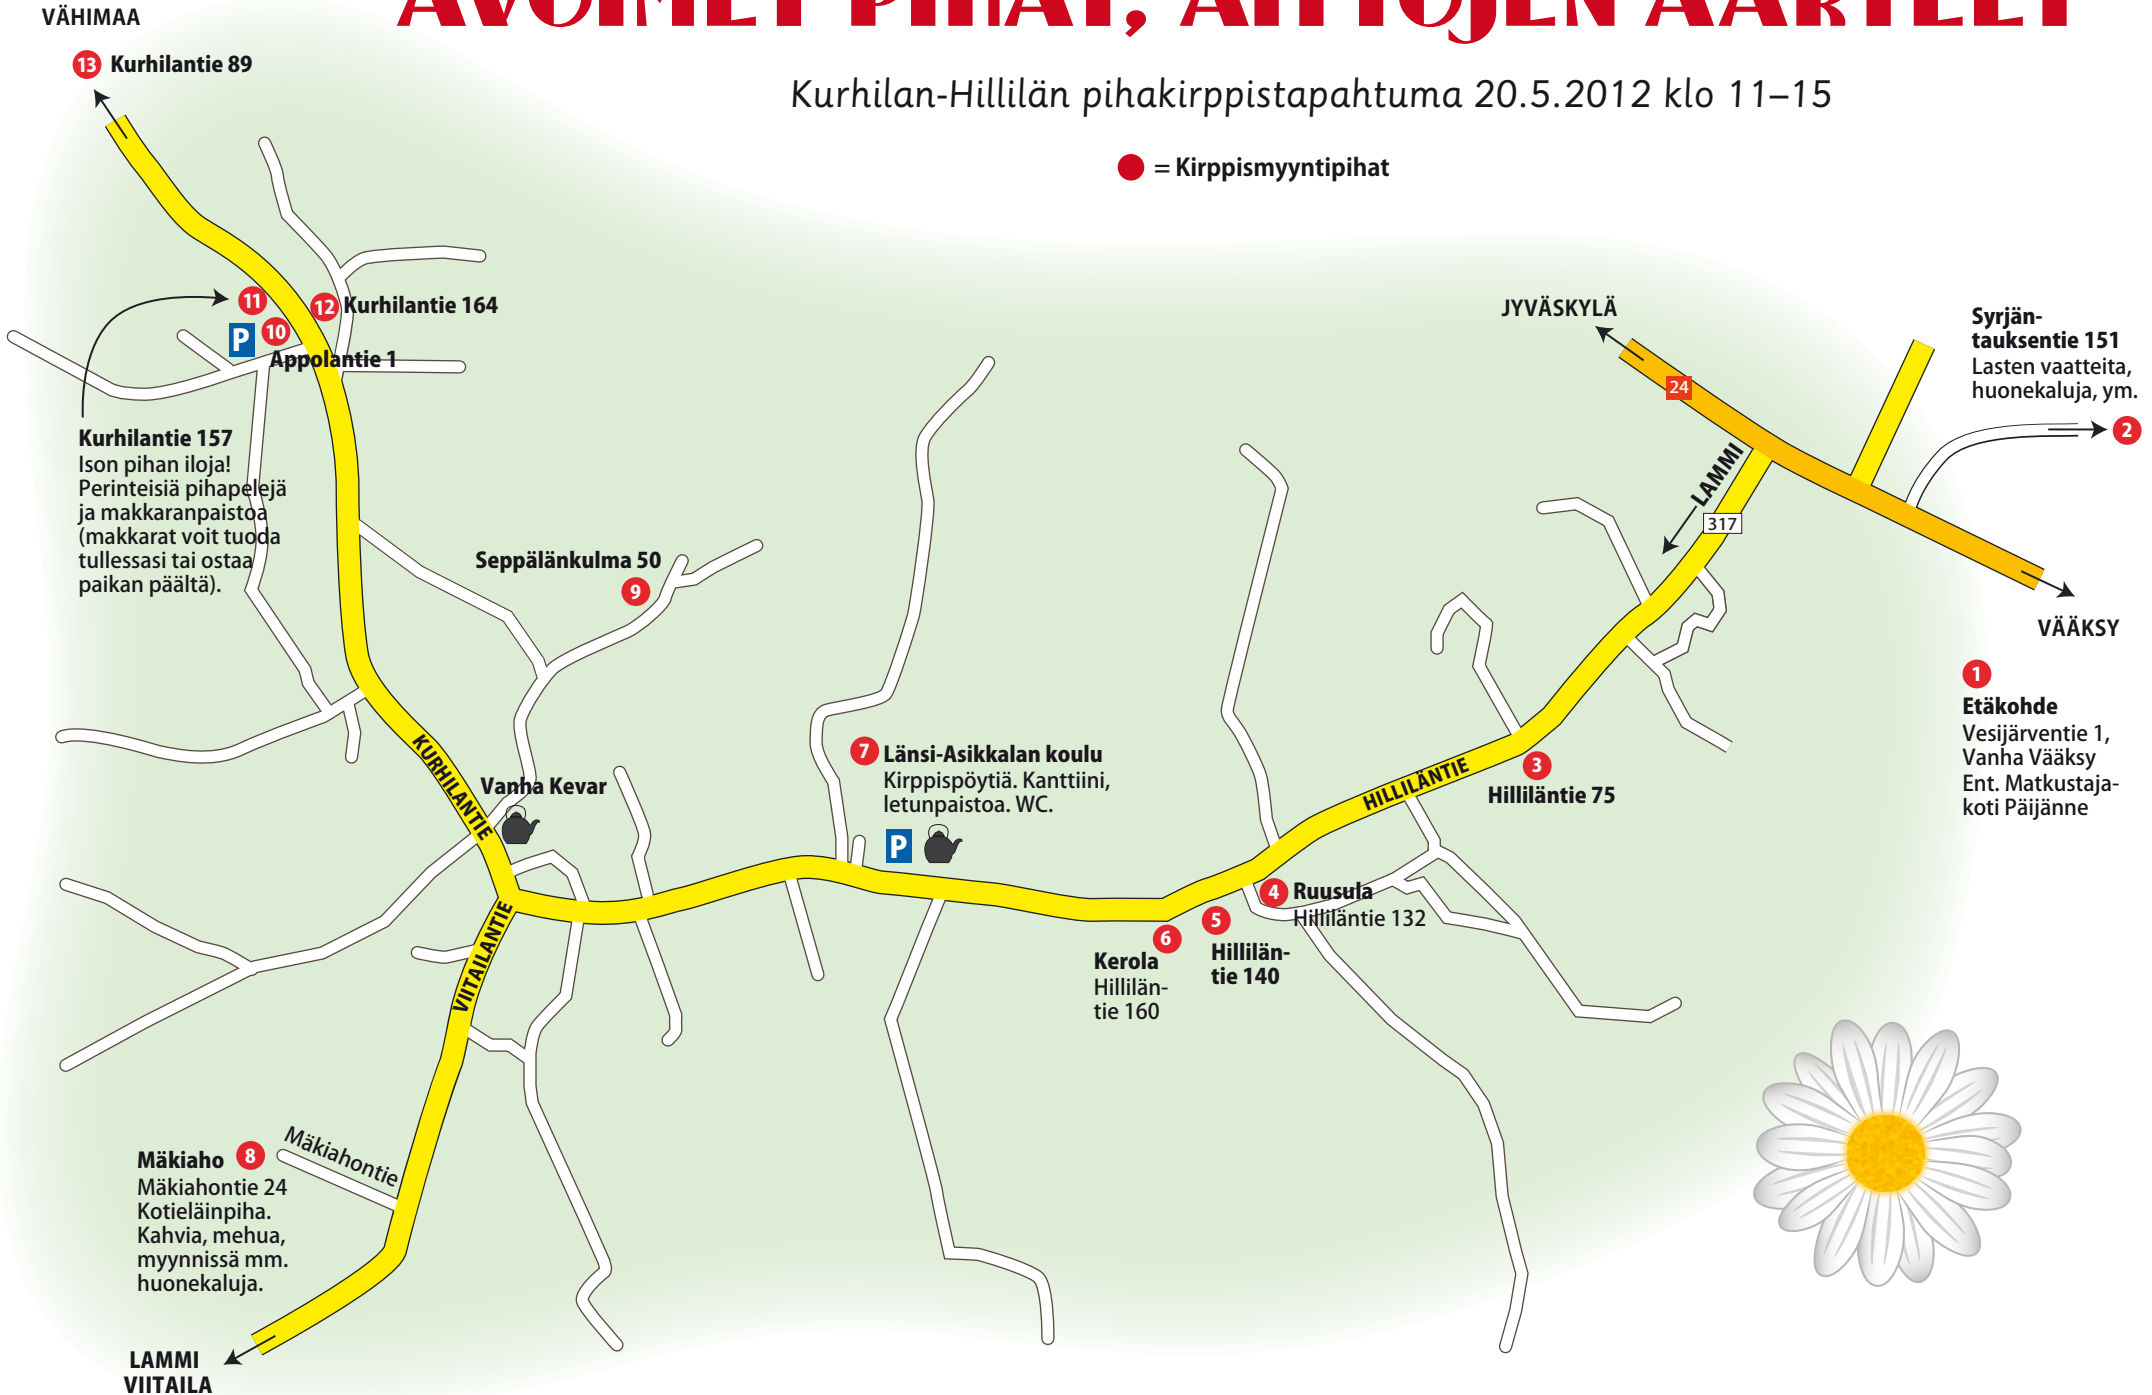 AVOIMET PIHAT, AITTOJEN AARTEET
Kurhilan-Hillilän pihakirppistapahtuma 20.5.2012 klo 11–15
= Kirppismyyntipihat
VÄHIMAA
13 Kurhilantie 89
11
12 Kurhilantie 164
P 10
Appolantie 1
Kurhilantie 157
Ison pihan iloja!
Perinteisiä pihapelejä
ja makkaranpaistoa
(makkarat voit tuoda
tullessasi tai ostaa
paikan päältä).
Seppälänkulma 50
9
JYVÄSKYLÄ
24
Syrjän-
tauksentie 151
Lasten vaatteita,
huonekaluja, ym.
2
LAMMI
317
VÄÄKSY
1
Etäkohde
Vesijärventie 1,
Vanha Vääksy
Ent. Matkustaja-
koti Päijänne
KURHILANTIE
Vanha Kevar
7 Länsi-Asikkalan koulu
Kirppispöytiä. Kanttiini,
letunpaistoa. WC.
P
HILLILÄNTIE
3
Hilliläntie 75
4 Ruusula
Hilliläntie 132
5
Hillilän-
tie 140
6
Kerola
Hillilän-
tie 160
VIITAILANTIE
Mäkiahontie
Mäkiaho 8
Mäkiahontie 24
Kotieläinpiha.
Kahvia, mehua,
myynnissä mm.
huonekaluja.
LAMMI
VIITAILA